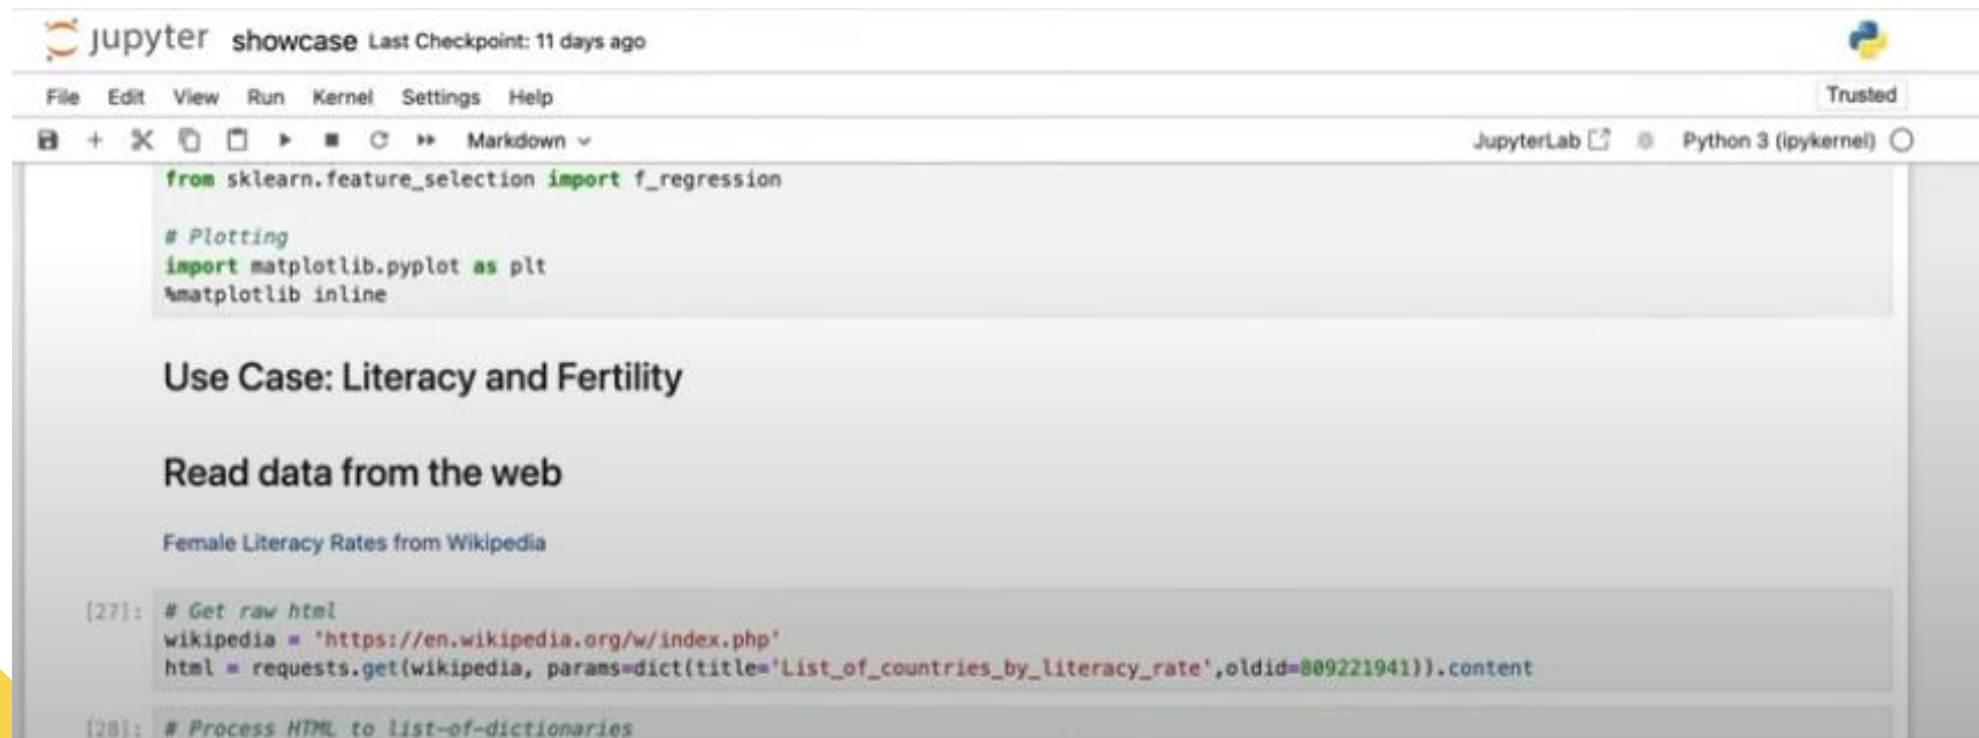 jupyter showcase Last Checkpoint: 11 days ago
File Edit View Run Kernel Settings Help Trusted
Markdown JupyterLab Python 3 (ipykernel)
from sklearn.feature_selection import f_regression
# Plotting
import matplotlib.pyplot as plt
%matplotlib inline
Use Case: Literacy and Fertility
Read data from the web
Female Literacy Rates from Wikipedia
[27]: # Get raw html
wikipedia = 'https://en.wikipedia.org/w/index.php'
html = requests.get(wikipedia, params=dict(title='List_of_countries_by_literacy_rate',oldid=809221941)).content
[28]: # Process HTML to list-of-dictionaries